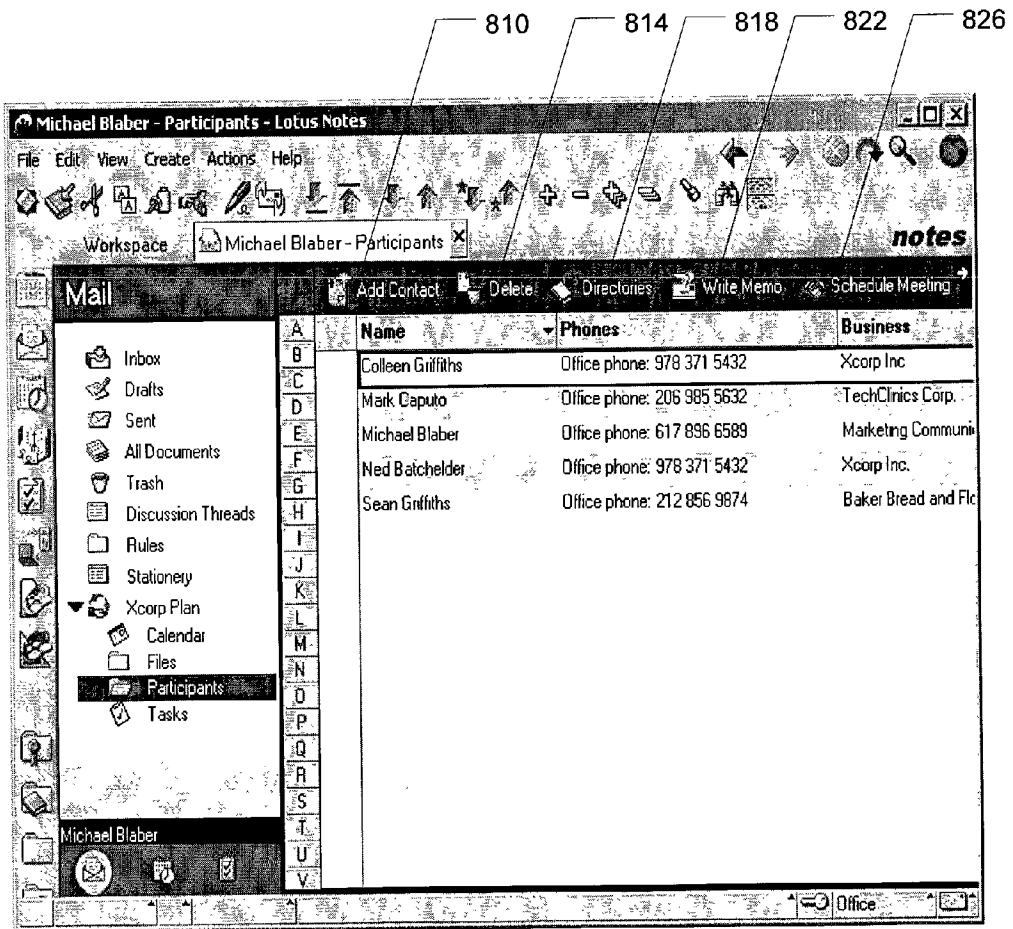 810 814 818 822 826
Michael Blaber - Participants - Lotus Notes
File Edit View Create Actions Help
Workspace Michael Blaber - Participants
notes
Mail
Add Contact Delete Directories Write Memo Schedule Meeting
Name Phones Business
Colleen Griffiths Office phone: 978 371 5432 Xcorp Inc
Mark Caputo Office phone: 206 985 5632 TechClinics Corp.
Michael Blaber Office phone: 617 896 6589 Marketing Communi
Ned Batchelder Office phone: 978 371 5432 Xcorp Inc.
Sean Griffiths Office phone: 212 856 9874 Baker Bread and Flo
Inbox
Drafts
Sent
All Documents
Trash
Discussion Threads
Rules
Stationery
Xcorp Plan
Calendar
Files
Participants
Tasks
A
B
C
D
E
F
G
H
I
J
K
L
M
N
O
P
Q
R
S
T
U
V
Michael Blaber
Office